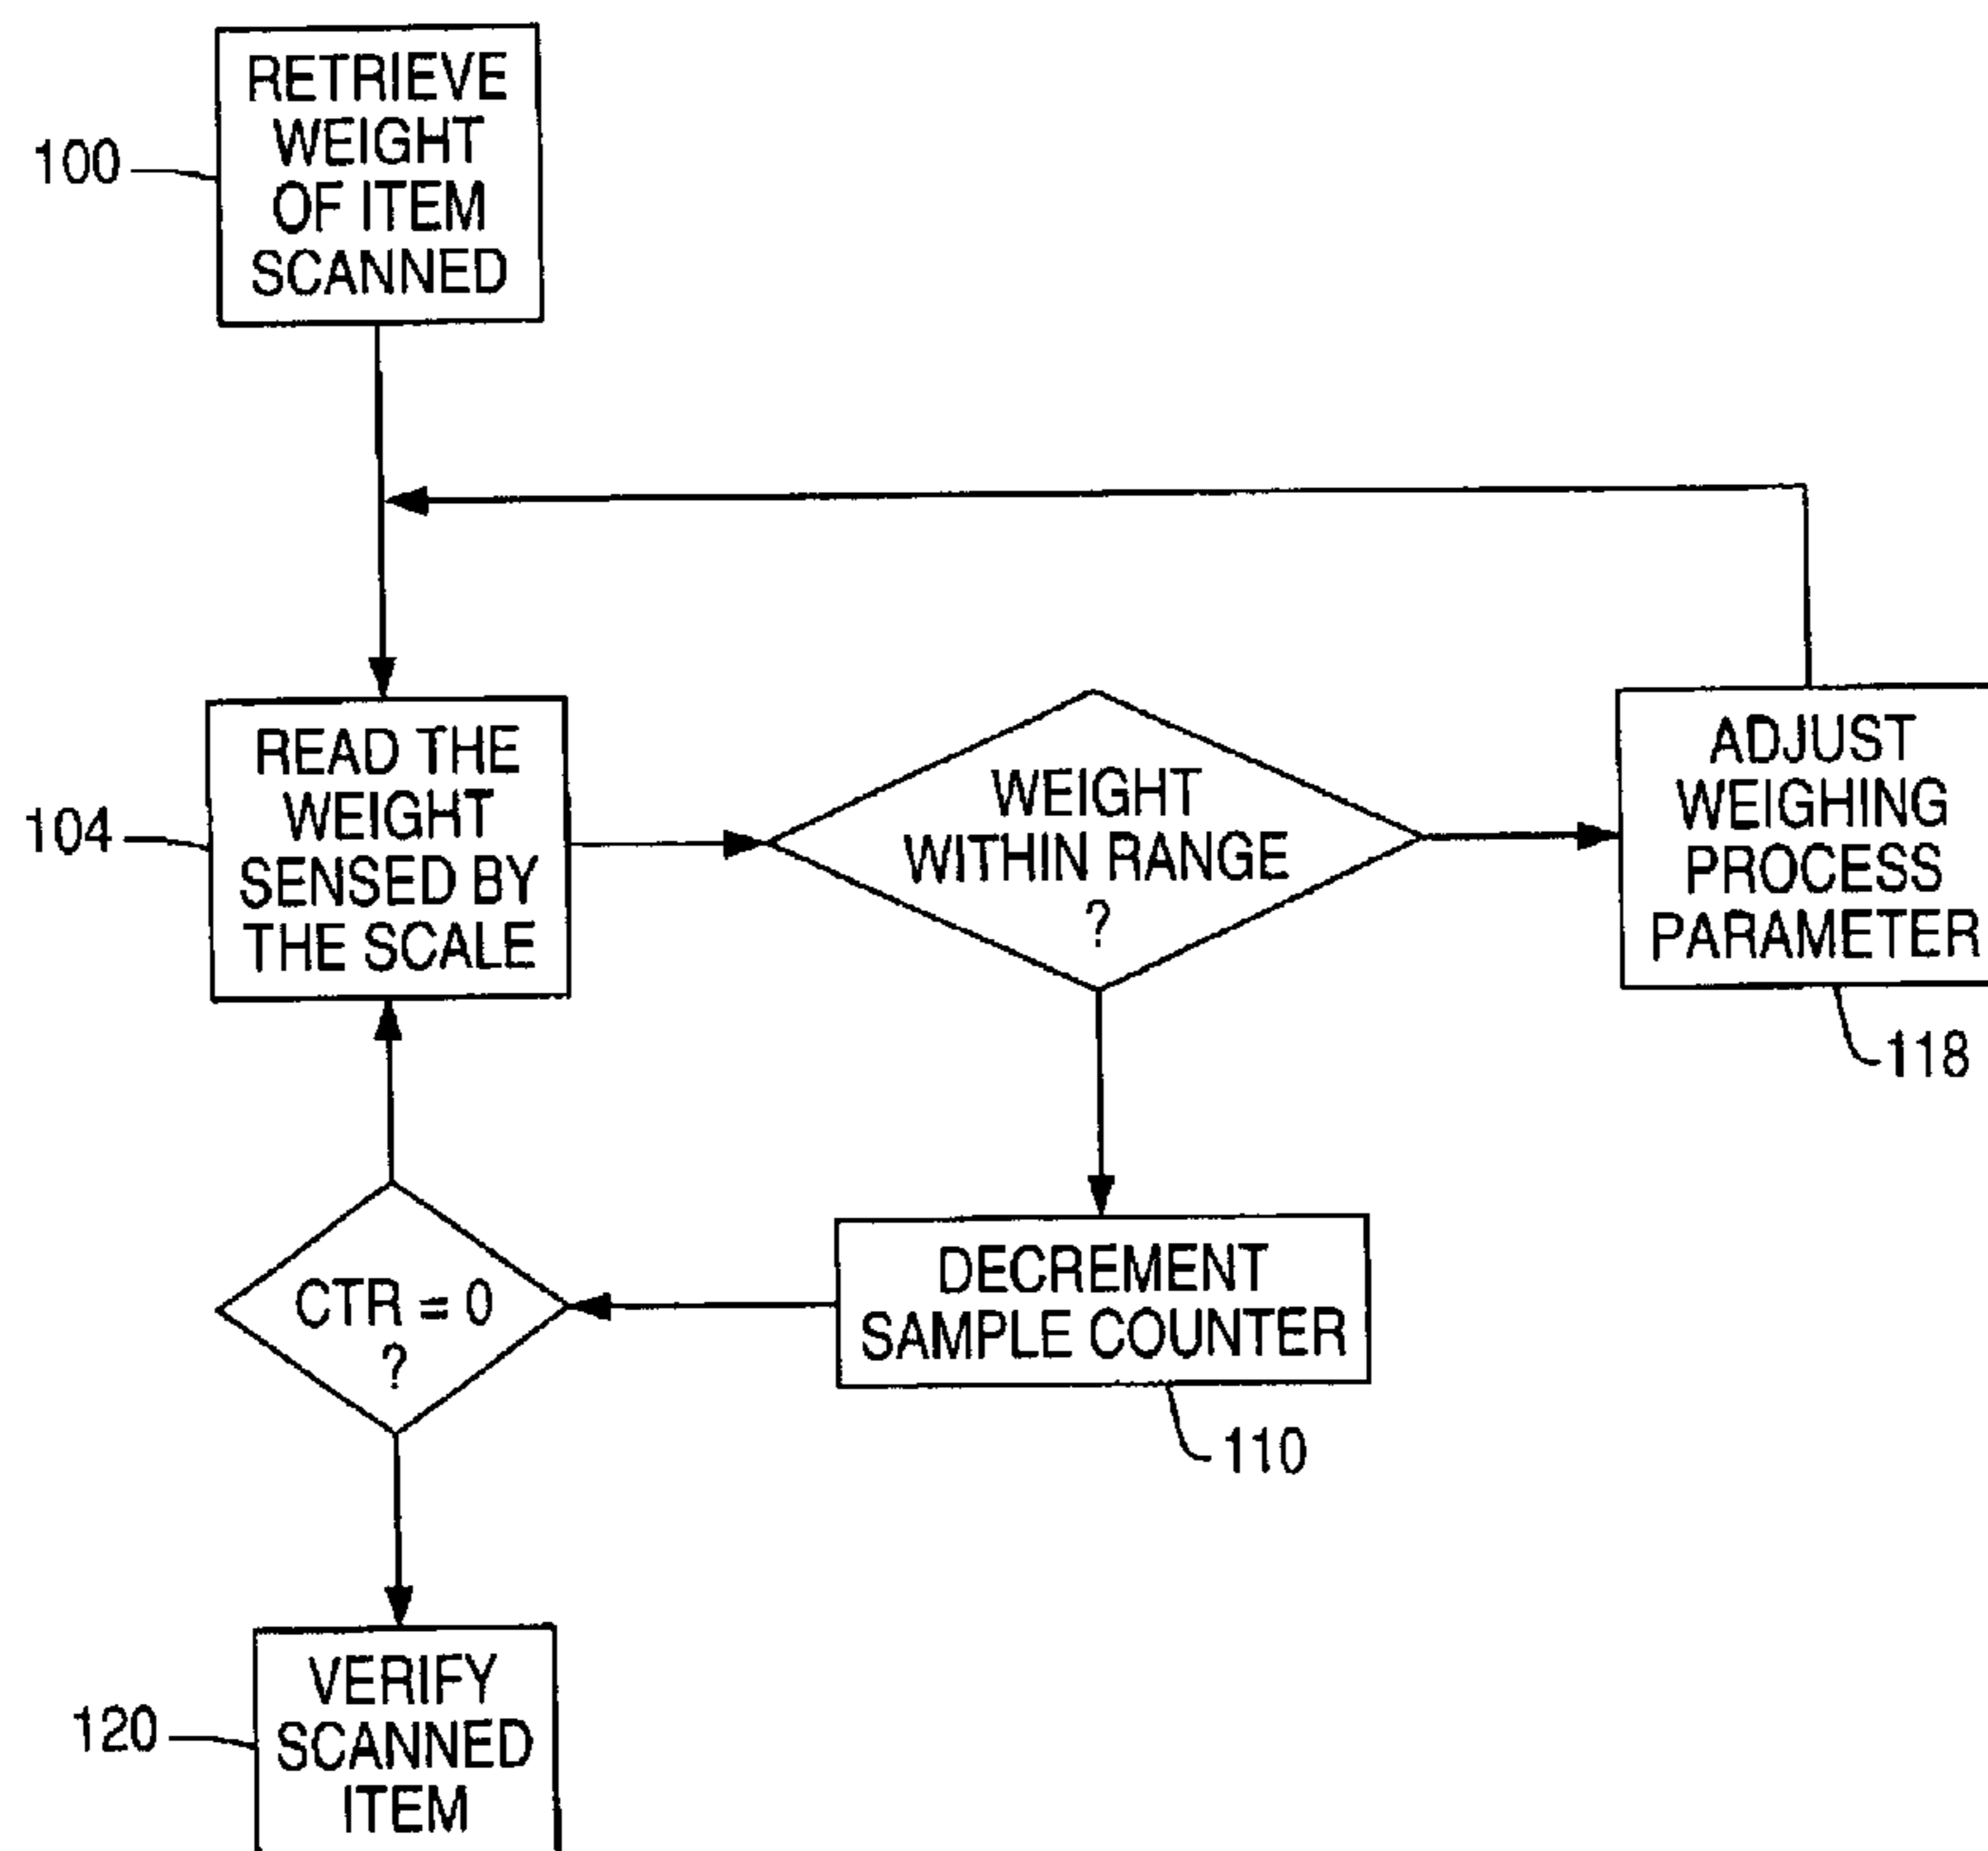 RETRIEVE
WEIGHT
OF ITEM
SCANNED
100
READ THE
WEIGHT
SENSED BY
THE SCALE
104
WEIGHT
WITHIN RANGE
?
ADJUST
WEIGHING
PROCESS
PARAMETER
118
CTR = 0
?
DECREMENT
SAMPLE COUNTER
110
VERIFY
SCANNED
ITEM
120